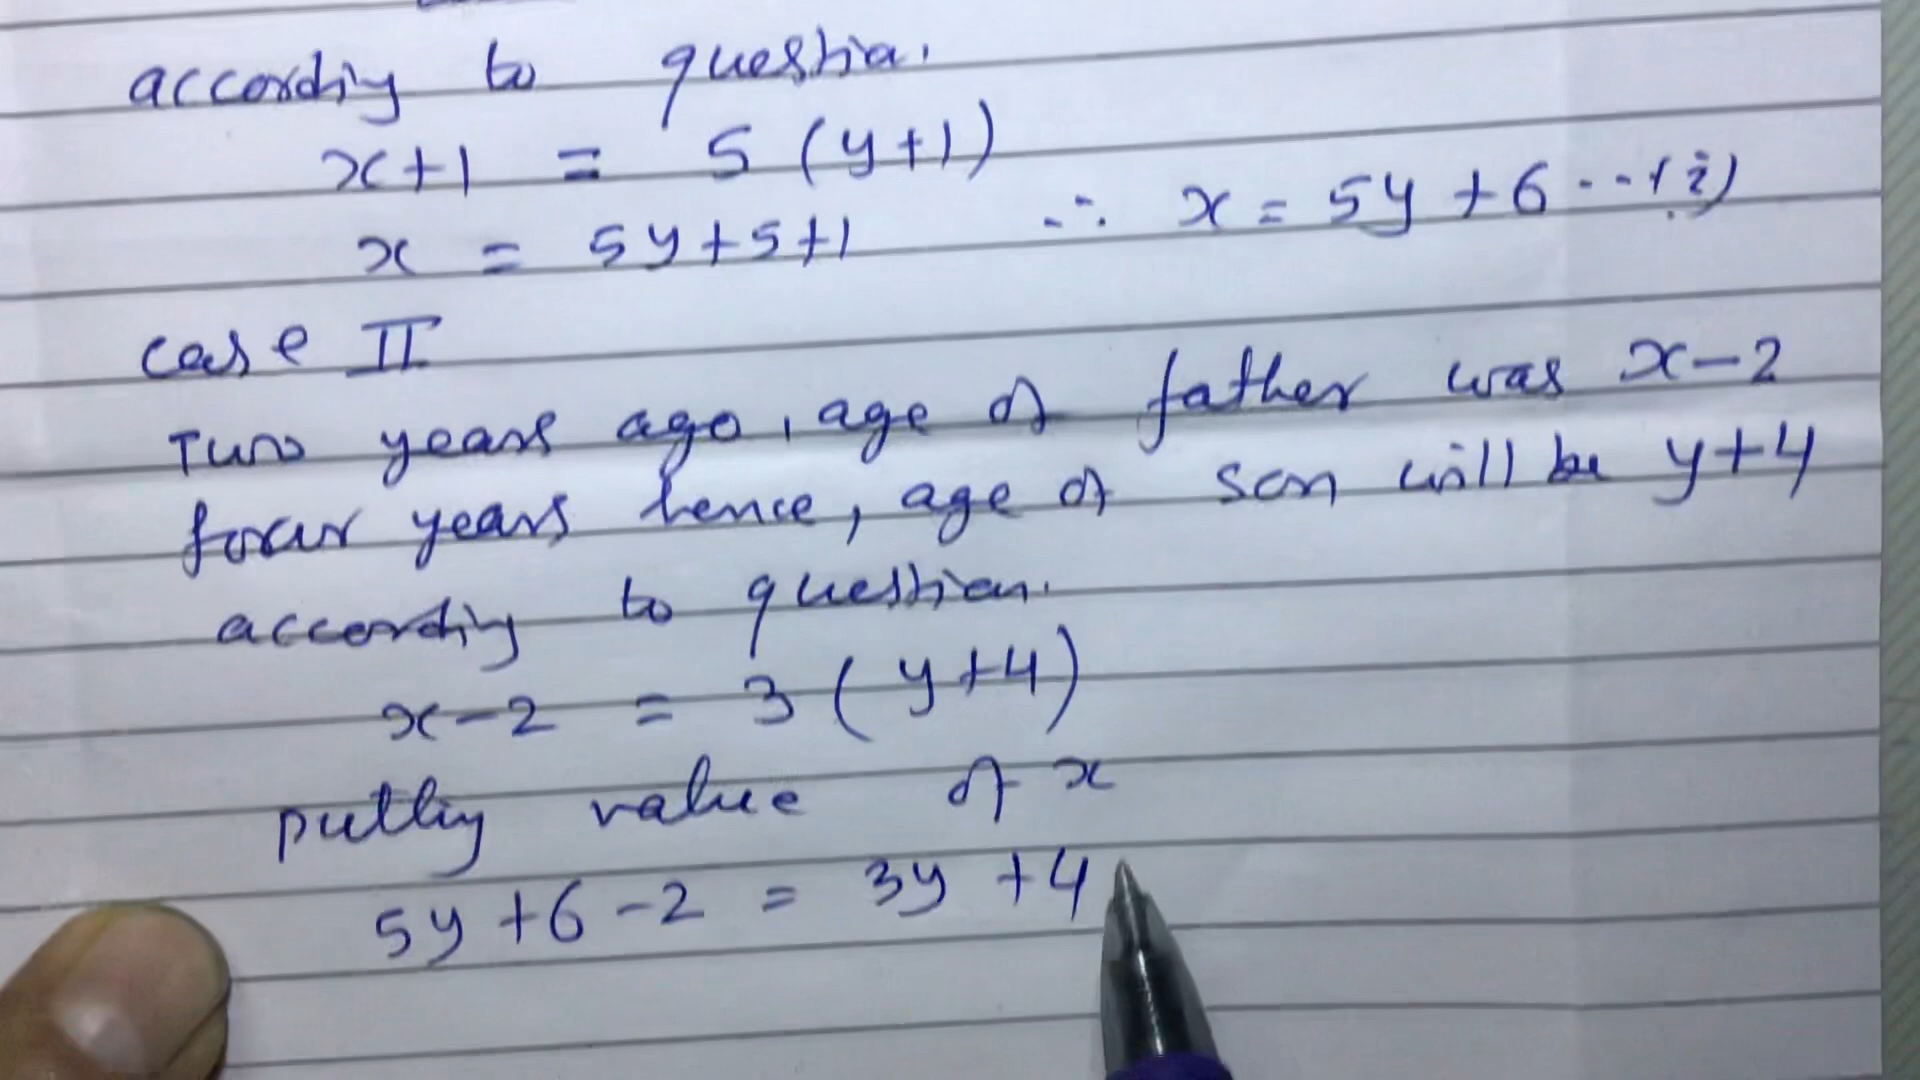 according to question.
x+1 = 5 (y+1)
x = 5y+5+1 ∴ x = 5y+6 ---(i)
case II
Two years ago, age of father was x-2
four years hence, age of son will be y+4
according to question.
x-2 = 3 (y+4)
putting value of x
5y+6-2 = 3y+4